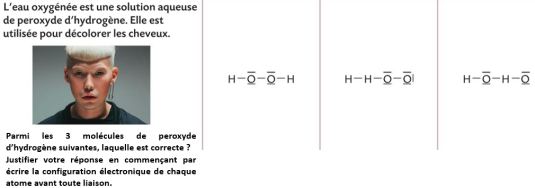 L'eau oxygénée est une solution aqueuse
de peroxyde d'hydrogène. Elle est
utilisée pour décolorer les cheveux.
H–O̅–O̅–H
H–H–O̅–O̅|
H–O̅–H–O̅
Parmi les 3 molécules de peroxyde
d'hydrogène suivantes, laquelle est correcte ?
Justifier votre réponse en commençant par
écrire la configuration électronique de chaque
atome avant toute liaison.